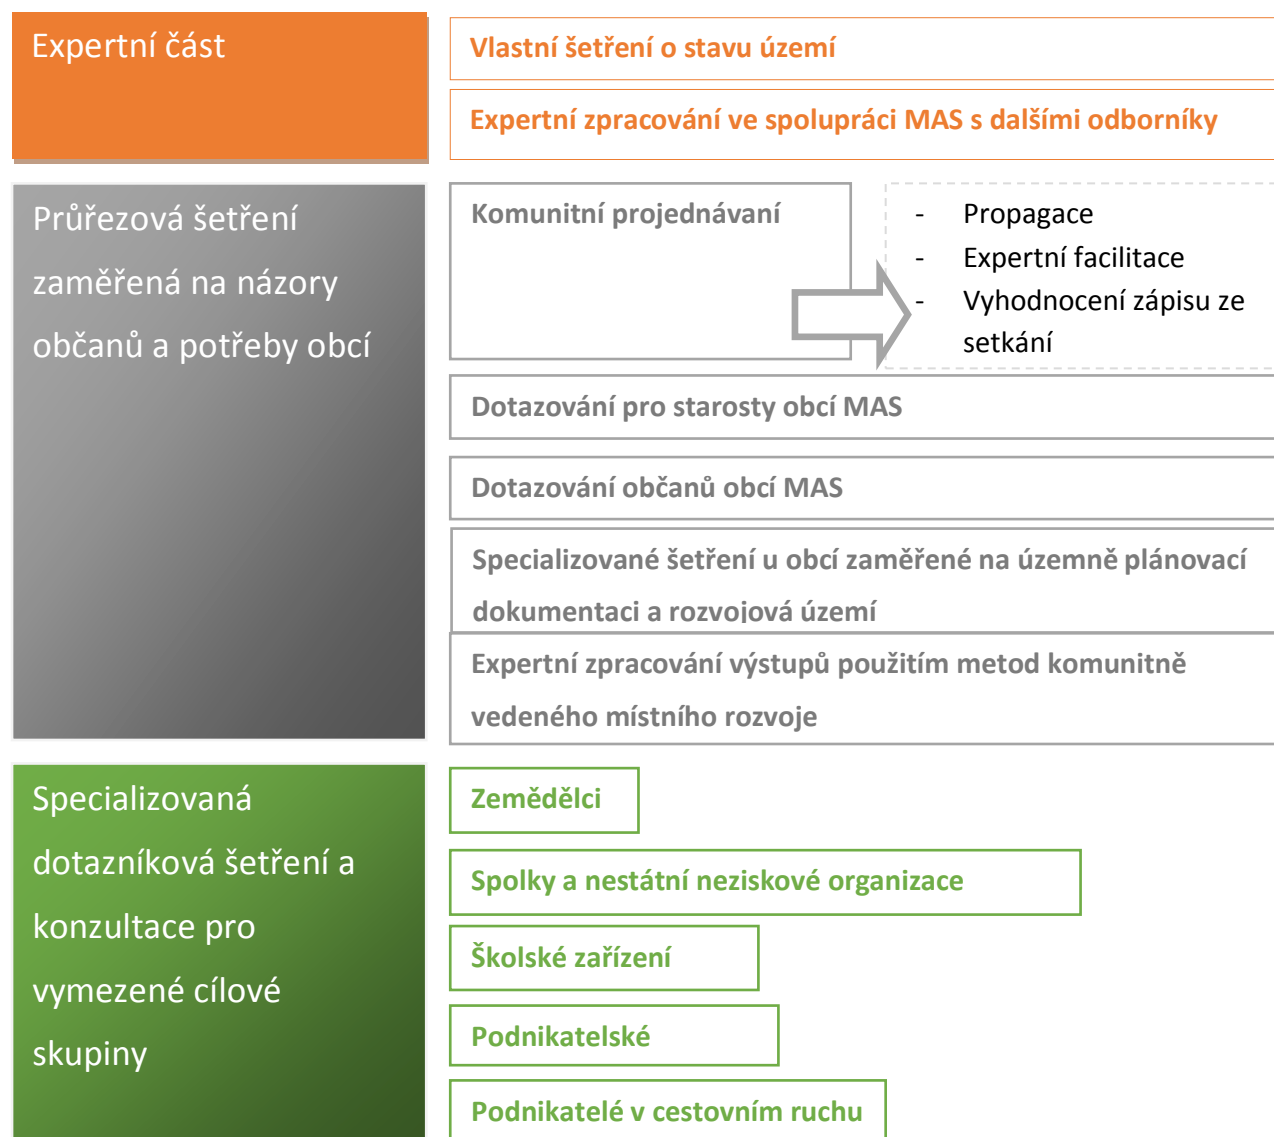 Expertní část
Vlastní šetření o stavu území
Expertní zpracování ve spolupráci MAS s dalšími odborníky
Průřezová šetření
zaměřená na názory
občanů a potřeby obcí
Komunitní projednávaní
- Propagace
- Expertní facilitace
- Vyhodnocení zápisu ze
setkání
Dotazování pro starosty obcí MAS
Dotazování občanů obcí MAS
Specializované šetření u obcí zaměřené na územně plánovací
dokumentaci a rozvojová území
Expertní zpracování výstupů použitím metod komunitně
vedeného místního rozvoje
Specializovaná
dotazníková šetření a
konzultace pro
vymezené cílové
skupiny
Zemědělci
Spolky a nestátní neziskové organizace
Školské zařízení
Podnikatelské
Podnikatelé v cestovním ruchu